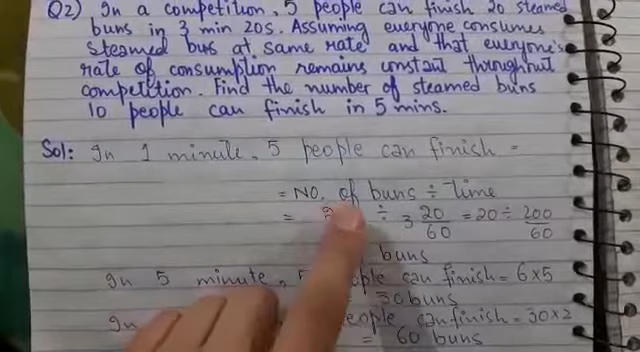 Q2) In a competition, 5 people can finish 20 steamed
buns in 3 min 20s. Assuming everyone consumes
steamed buns at same rate and that everyone's
rate of consumption remains constant throughout
competition. Find the number of steamed buns
10 people can finish in 5 mins.
Sol: In 1 minute, 5 people can finish =
= NO. of buns ÷ Time
= ÷ 3 20/60 = 20 ÷ 200/60
buns
In 5 minute, 5 can finish = 6×5
= 30 buns
In people can finish = 30×2
= 60 buns